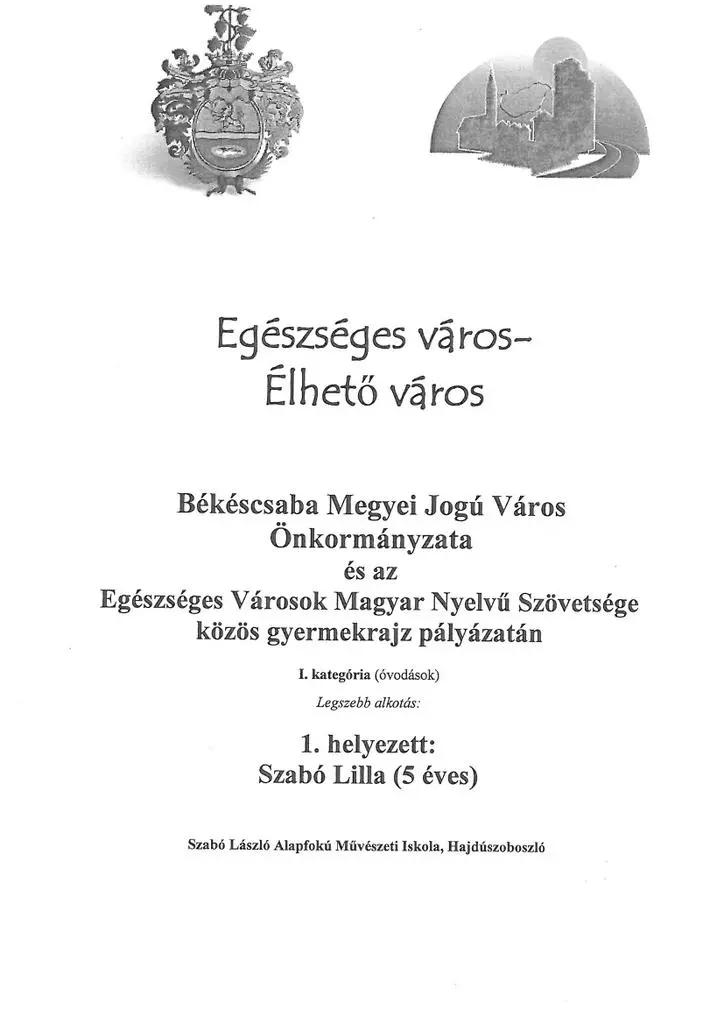 Egészséges város-
Élhető város
Békéscsaba Megyei Jogú Város
Önkormányzata
és az
Egészséges Városok Magyar Nyelvű Szövetsége
közös gyermekrajz pályázatán
I. kategória (óvodások)
Legszebb alkotás:
1. helyezett:
Szabó Lilla (5 éves)
Szabó László Alapfokú Művészeti Iskola, Hajdúszoboszló